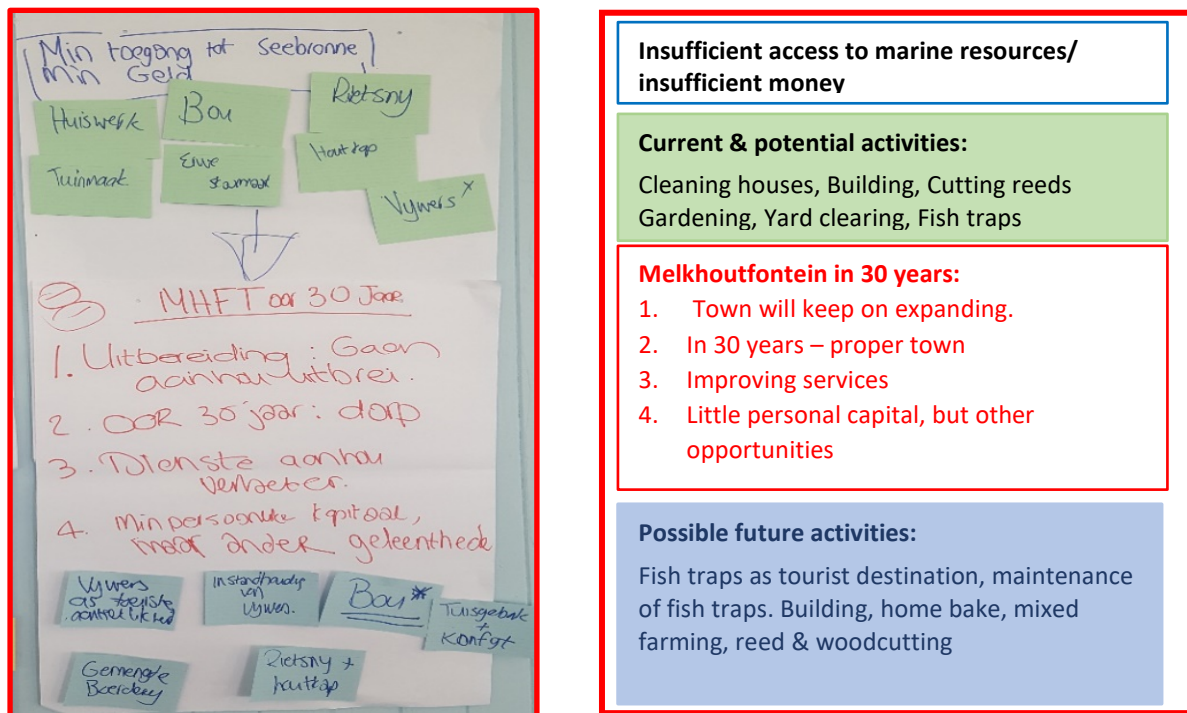 Min toegang tot seebronne
Min Geld
Huiswerk
Bou
Rietsny
Tuinmaak
Erwe
skoonmaak
Houtkap
Vywers x
MHFT oor 30 Jaar
1. Uitbereiding : Gaan
aanhou uitbrei.
2. OOR 30 jaar : dorp
3. Dienste aanhou
verbeter.
4. Min persoonlike kapitaal,
maar ander geleenthede
Vywers
as toeriste
aantreklikheid
Instandhouding
van
vywers.
Bou *
Tuisgebak
+
Konfyt
Gemengde
Boerdery
Rietsny +
houtkap
Insufficient access to marine resources/
insufficient money
Current & potential activities:
Cleaning houses, Building, Cutting reeds
Gardening, Yard clearing, Fish traps
Melkhoutfontein in 30 years:
1. Town will keep on expanding.
2. In 30 years – proper town
3. Improving services
4. Little personal capital, but other
opportunities
Possible future activities:
Fish traps as tourist destination, maintenance
of fish traps. Building, home bake, mixed
farming, reed & woodcutting